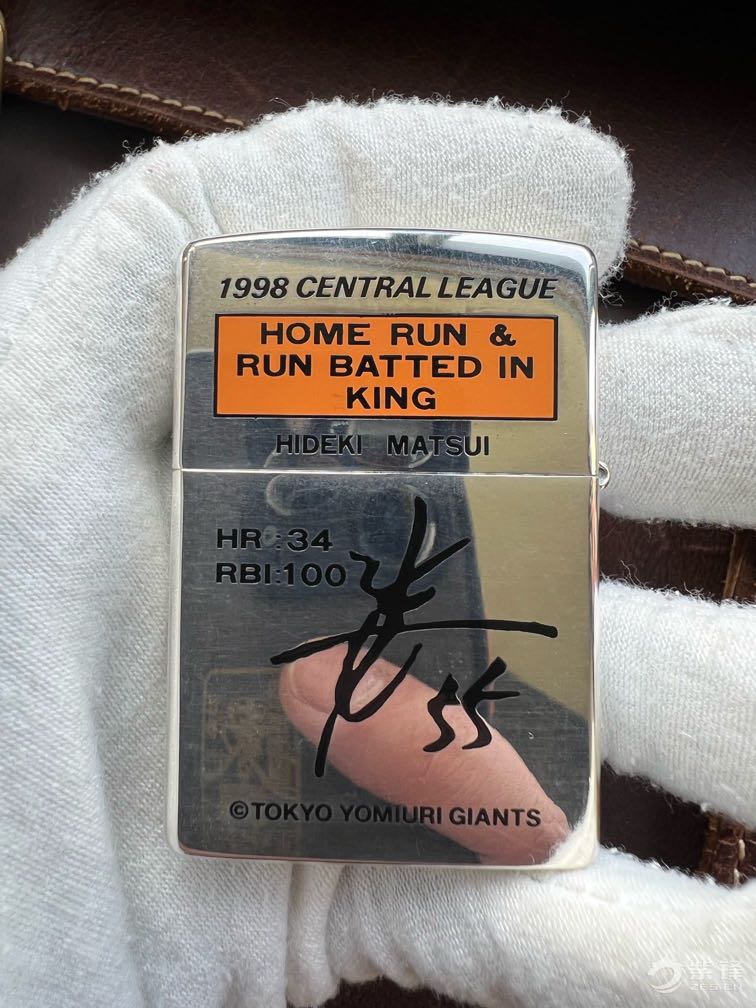 1998 CENTRAL LEAGUE
HOME RUN &
RUN BATTED IN
KING
HIDEKI MATSUI
HR:34
RBI:100
55
©TOKYO YOMIURI GIANTS